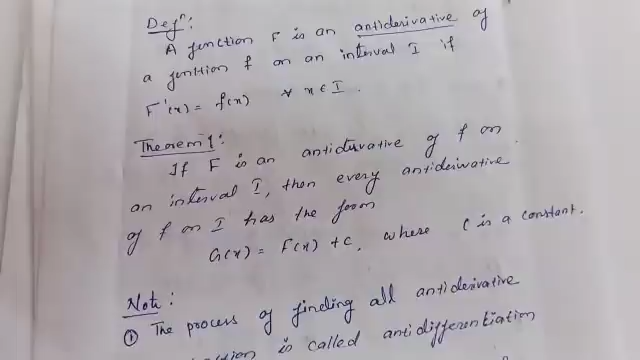 Defⁿ:
A function F is an antiderivative of
a function f on an interval I if
F'(x) = f(x) ∀ x ∈ I.
Theorem 1:
If F is an antiderivative of f on
an interval I, then every antiderivative
of f on I has the form
G(x) = F(x) + C, where C is a constant.
Note:
① The process of finding all antiderivative
is called antidifferentiation